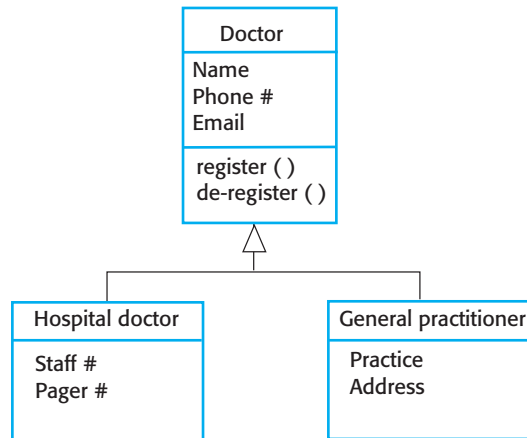 Doctor
Name
Phone #
Email
register ( )
de-register ( )
Hospital doctor
Staff #
Pager #
General practitioner
Practice
Address